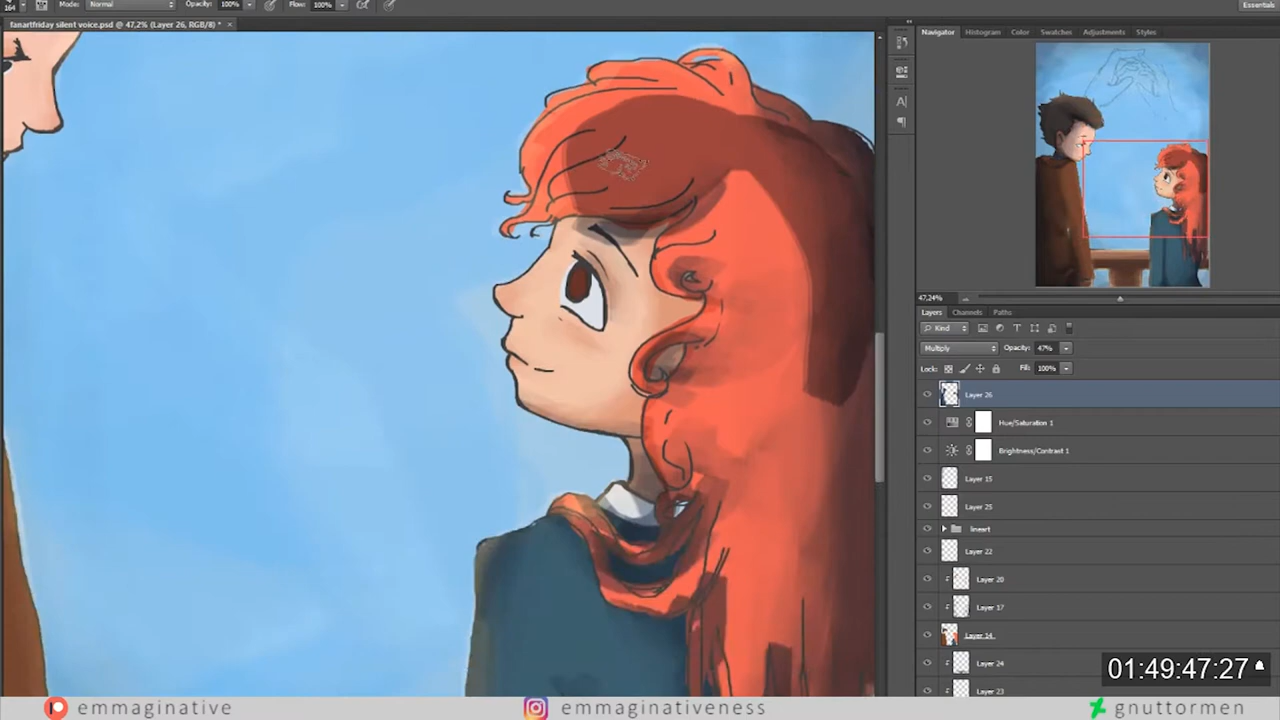 164 Mode: Normal Opacity: 100% Flow: 100% Essentials
fanartfriday silent voice.psd @ 47,2% (Layer 26, RGB/8) * ×
Navigator Histogram Color Swatches Adjustments Styles
A|
¶
47,24%
Layers Channels Paths
Kind T
Multiply Opacity: 47%
Lock: Fill: 100%
Layer 26
Hue/Saturation 1
Brightness/Contrast 1
Layer 15
Layer 25
lineart
Layer 22
Layer 20
Layer 17
Layer 14
Layer 24
Layer 23
01:49:47:27
emmaginative emmaginativeness gnuttormen